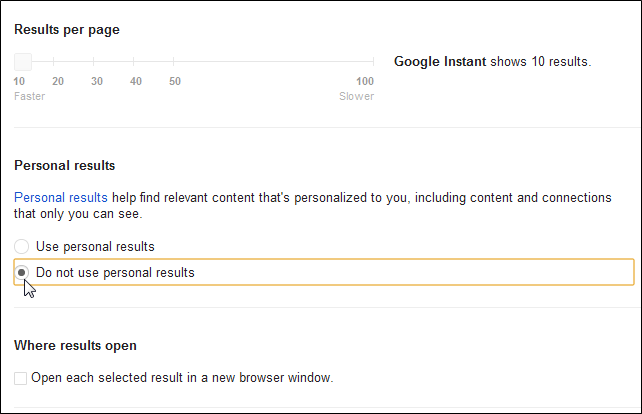 Results per page
Google Instant shows 10 results.
10 20 30 40 50 100
Faster Slower
Personal results
Personal results help find relevant content that's personalized to you, including content and connections
that only you can see.
Use personal results
Do not use personal results
Where results open
Open each selected result in a new browser window.